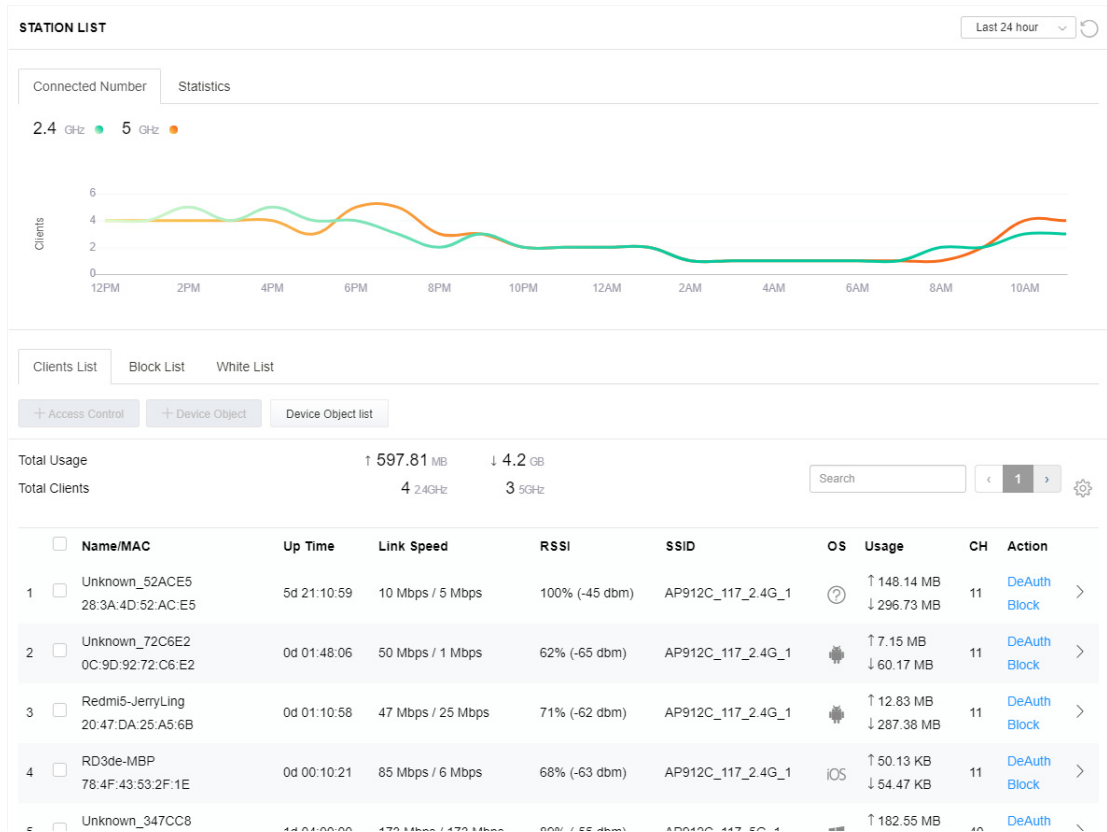 STATION LIST
Last 24 hour
Connected Number Statistics
2.4 GHz 5 GHz
Clients
6
4
2
0
12PM 2PM 4PM 6PM 8PM 10PM 12AM 2AM 4AM 6AM 8AM 10AM
Clients List Block List White List
+ Access Control + Device Object Device Object list
Total Usage ↑ 597.81 MB ↓ 4.2 GB
Total Clients 4 2.4GHz 3 5GHz
Search ‹ 1 ›
Name/MAC Up Time Link Speed RSSI SSID OS Usage CH Action
1 Unknown_52ACE5 5d 21:10:59 10 Mbps / 5 Mbps 100% (-45 dbm) AP912C_117_2.4G_1 ? ↑ 148.14 MB 11 DeAuth
28:3A:4D:52:AC:E5 ↓ 296.73 MB Block
2 Unknown_72C6E2 0d 01:48:06 50 Mbps / 1 Mbps 62% (-65 dbm) AP912C_117_2.4G_1 ↑ 7.15 MB 11 DeAuth
0C:9D:92:72:C6:E2 ↓ 60.17 MB Block
3 Redmi5-JerryLing 0d 01:10:58 47 Mbps / 25 Mbps 71% (-62 dbm) AP912C_117_2.4G_1 ↑ 12.83 MB 11 DeAuth
20:47:DA:25:A5:6B ↓ 287.38 MB Block
4 RD3de-MBP 0d 00:10:21 85 Mbps / 6 Mbps 68% (-63 dbm) AP912C_117_2.4G_1 iOS ↑ 50.13 KB 11 DeAuth
78:4F:43:53:2F:1E ↓ 54.47 KB Block
Unknown_347CC8 ↑ 182.55 MB DeAuth